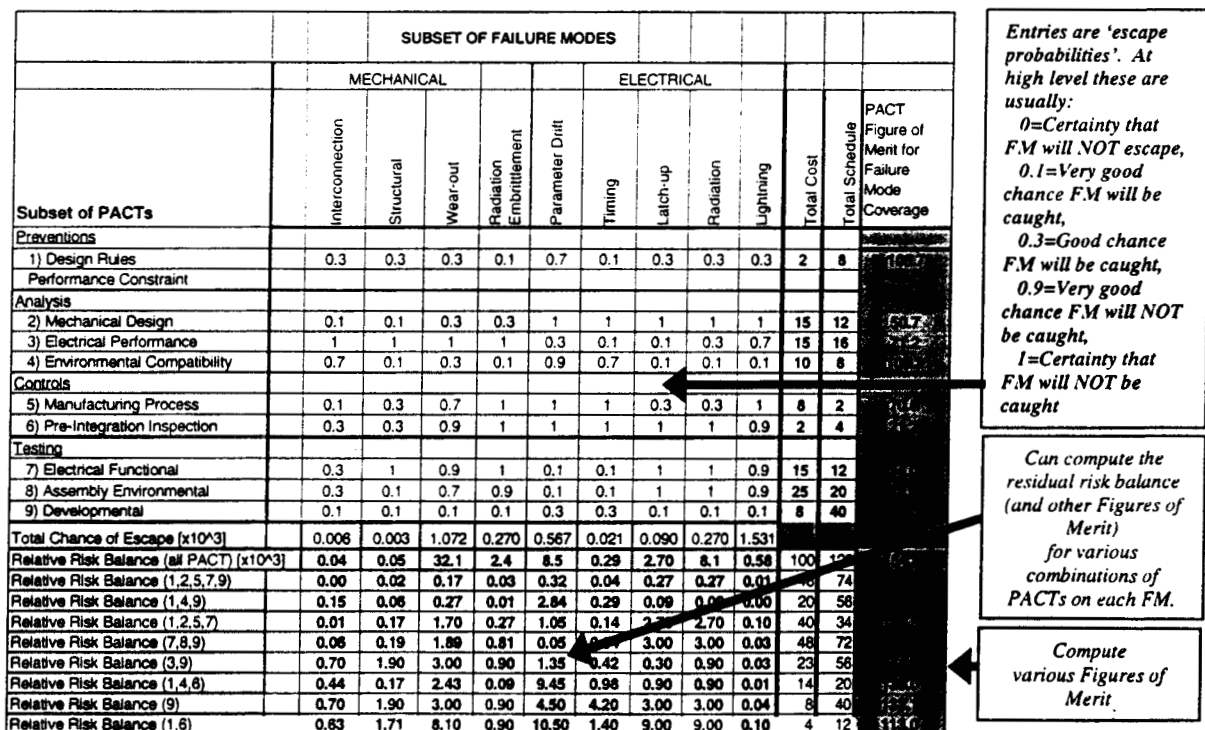 SUBSET OF FAILURE MODES
MECHANICAL ELECTRICAL
Subset of PACTs Interconnection Structural Wear-out Radiation Embrittlement Parameter Drift Timing Latch-up Radiation Lightning Total Cost Total Schedule PACT Figure of Merit for Failure Mode Coverage
Preventions
1) Design Rules 0.3 0.3 0.3 0.1 0.7 0.1 0.3 0.3 0.3 2 8
Performance Constraint
Analysis
2) Mechanical Design 0.1 0.1 0.3 0.3 1 1 1 1 1 15 12
3) Electrical Performance 1 1 1 1 0.3 0.1 0.1 0.3 0.7 15 16
4) Environmental Compatibility 0.7 0.1 0.3 0.1 0.9 0.7 0.1 0.1 0.1 10 8
Controls
5) Manufacturing Process 0.1 0.3 0.7 1 1 1 0.3 0.3 1 8 2
6) Pre-Integration Inspection 0.3 0.3 0.9 1 1 1 1 1 0.9 2 4
Testing
7) Electrical Functional 0.3 1 0.9 1 0.1 0.1 1 1 0.9 15 12
8) Assembly Environmental 0.3 0.1 0.7 0.9 0.1 0.1 1 1 0.9 25 20
9) Developmental 0.1 0.1 0.1 0.1 0.3 0.3 0.1 0.1 0.1 8 40
Total Chance of Escape [x10^3] 0.006 0.003 1.072 0.270 0.567 0.021 0.090 0.270 1.531
Relative Risk Balance (all PACT) [x10^3] 0.04 0.05 32.1 2.4 8.5 0.29 2.70 8.1 0.58 100
Relative Risk Balance (1,2,5,7,9) 0.00 0.02 0.17 0.03 0.32 0.04 0.27 0.27 0.01 74
Relative Risk Balance (1,4,9) 0.15 0.06 0.27 0.01 2.84 0.29 0.09 0.00 20 56
Relative Risk Balance (1,2,5,7) 0.01 0.17 1.70 0.27 1.05 0.14 2.70 0.10 40 34
Relative Risk Balance (7,8,9) 0.06 0.19 1.89 0.81 0.05 3.00 3.00 0.03 48 72
Relative Risk Balance (3,9) 0.70 1.90 3.00 0.90 1.35 0.42 0.30 0.90 0.03 23 56
Relative Risk Balance (1,4,6) 0.44 0.17 2.43 0.09 9.45 0.98 0.90 0.90 0.01 14 20
Relative Risk Balance (9) 0.70 1.90 3.00 0.90 4.50 4.20 3.00 3.00 0.04 8 40
Relative Risk Balance (1,6) 0.63 1.71 8.10 0.90 10.50 1.40 9.00 9.00 0.10 4 12
Entries are 'escape
probabilities'. At
high level these are
usually:
0=Certainty that
FM will NOT escape,
0.1=Very good
chance FM will be
caught,
0.3=Good chance
FM will be caught,
0.9=Very good
chance FM will NOT
be caught,
1=Certainty that
FM will NOT be
caught
Can compute the
residual risk balance
(and other Figures of
Merit)
for various
combinations of
PACTs on each FM.
Compute
various Figures of
Merit